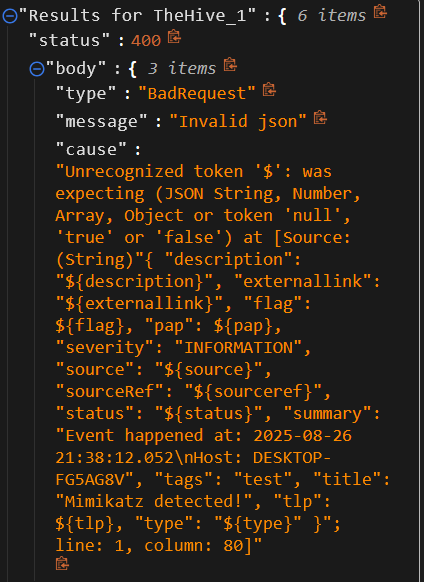 "Results for TheHive_1" : { 6 items
"status" : 400
"body" : { 3 items
"type" : "BadRequest"
"message" : "Invalid json"
"cause" :
"Unrecognized token '$': was
expecting (JSON String, Number,
Array, Object or token 'null',
'true' or 'false') at [Source:
(String)"{ "description":
"${description}", "externallink":
"${externallink}", "flag":
${flag}, "pap": ${pap},
"severity": "INFORMATION",
"source": "${source}",
"sourceRef": "${sourceref}",
"status": "${status}", "summary":
"Event happened at: 2025-08-26
21:38:12.052\nHost: DESKTOP-
FG5AG8V", "tags": "test", "title":
"Mimikatz detected!", "tlp":
${tlp}, "type": "${type}" }";
line: 1, column: 80]"